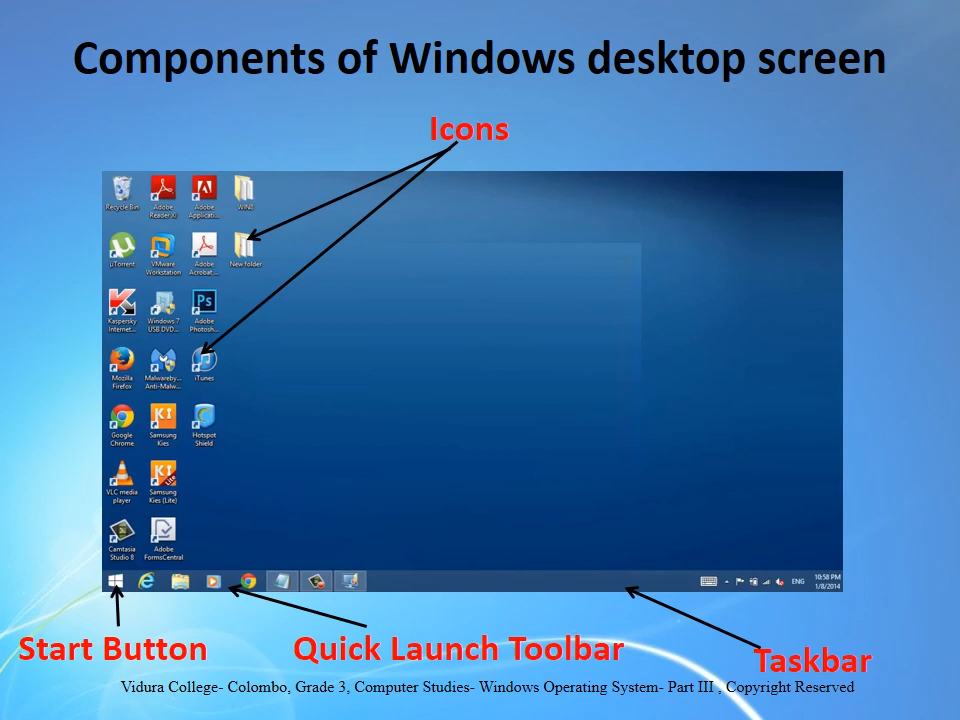 Components of Windows desktop screen
Icons
Recycle Bin
Adobe
Reader XI
Adobe
Applicati...
WIN8
µTorrent
VMware
Workstation
Adobe
Acrobat...
New folder
Kaspersky
Internet...
Windows 7
USB DVD...
Ps
Adobe
Photosh...
Mozilla
Firefox
Malwareby...
Anti-Malw...
iTunes
Google
Chrome
KI
Samsung
Kies
Hotspot
Shield
VLC media
player
KI
Lite
Samsung
Kies (Lite)
Camtasia
Studio 8
Adobe
FormsCentral
ENG
10:58 PM
1/8/2014
Start Button
Quick Launch Toolbar
Taskbar
Vidura College- Colombo, Grade 3, Computer Studies- Windows Operating System- Part III , Copyright Reserved